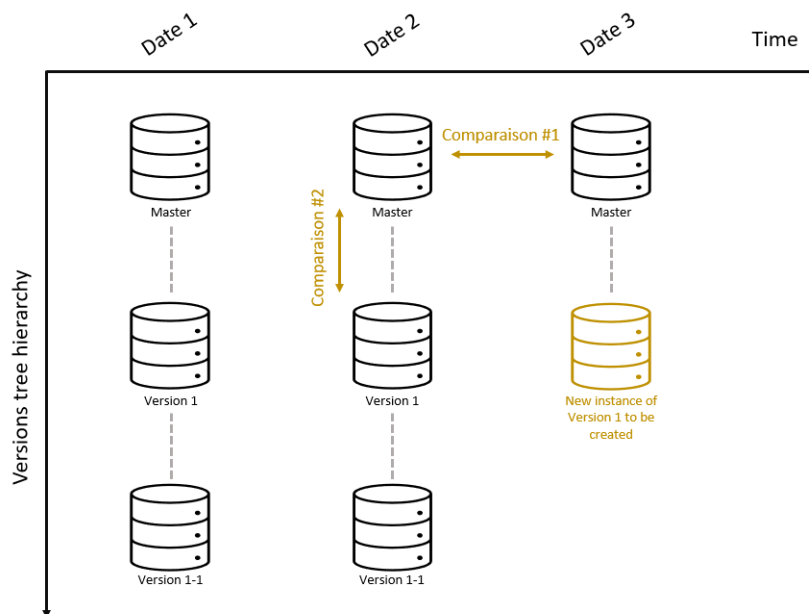 Date 1
Date 2
Date 3
Time
Comparaison #1
Master
Master
Master
Comparaison #2
Versions tree hierarchy
Version 1
Version 1
New instance of
Version 1 to be
created
Version 1-1
Version 1-1